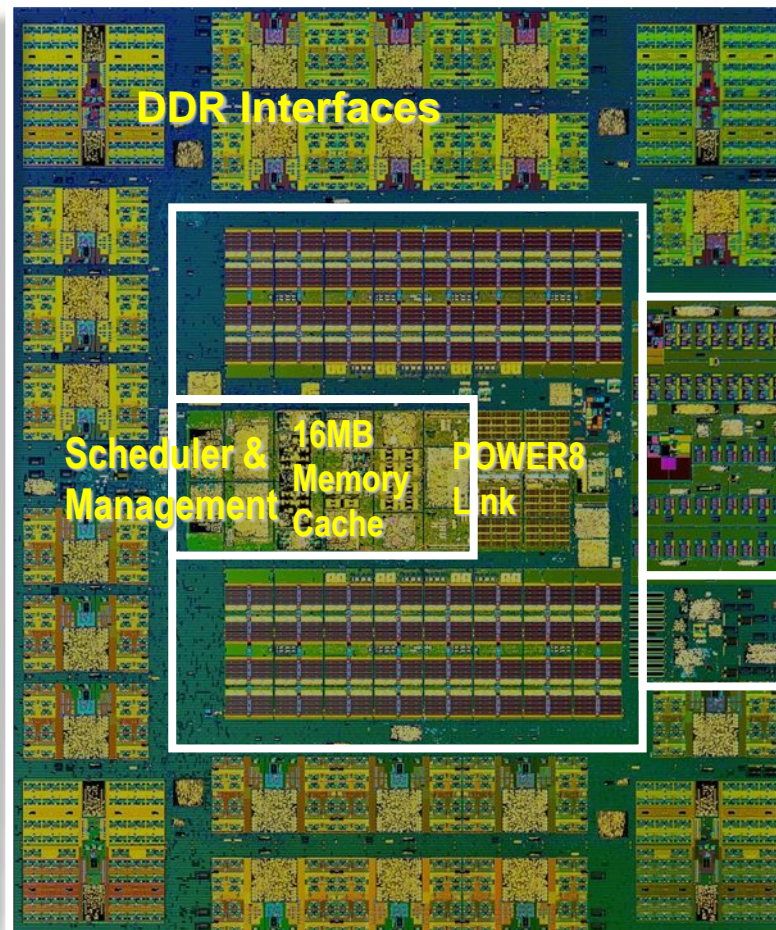 DDR Interfaces
Scheduler &
Management
16MB
Memory
Cache
POWER8
Link